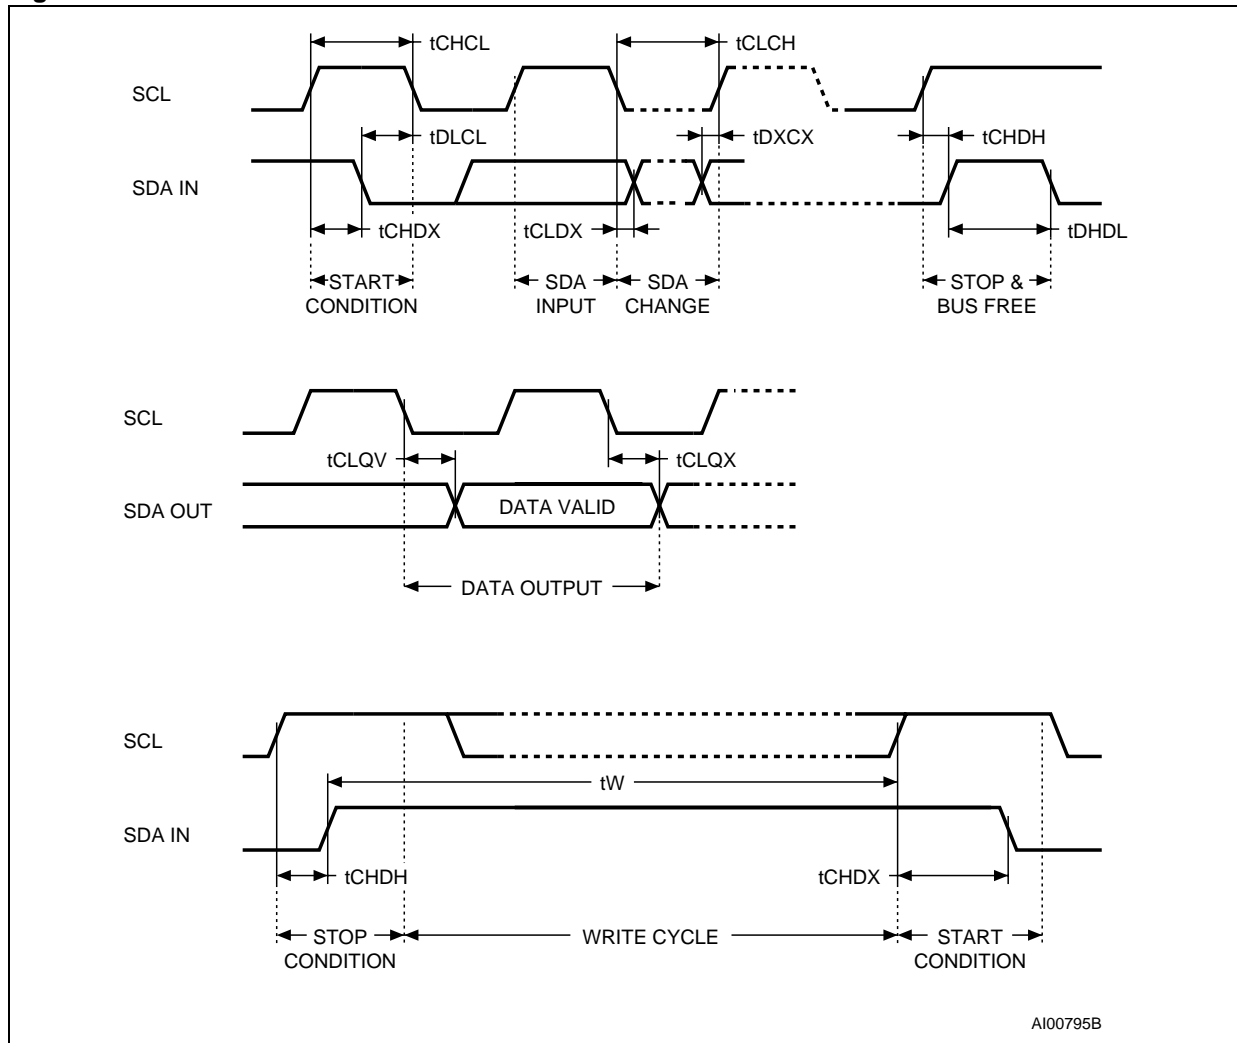 tCHCL
tCLCH
SCL
tDLCL
tDXCX
tCHDH
SDA IN
tCHDX
tCLDX
tDHDL
START
CONDITION
SDA
INPUT
SDA
CHANGE
STOP &
BUS FREE
SCL
tCLQV
tCLQX
SDA OUT
DATA VALID
DATA OUTPUT
SCL
tW
SDA IN
tCHDH
tCHDX
STOP
CONDITION
WRITE CYCLE
START
CONDITION
AI00795B